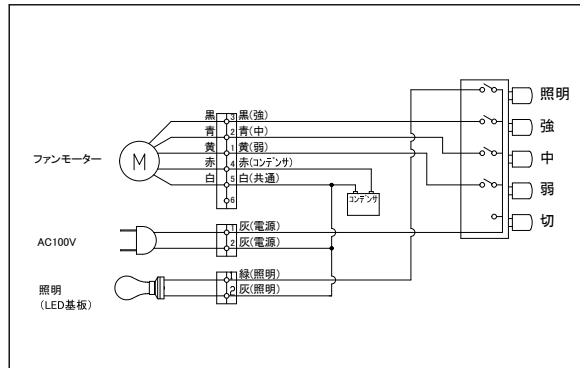 照明
強
中
弱
切
ファンモーター
M
黒 3 黒(強)
青 2 青(中)
黄 1 黄(弱)
赤 4 赤(コンデンサ)
白 5 白(共通)
6
コンデンサ
AC100V
1 灰(電源)
2 灰(電源)
照明
(LED基板)
1 緑(照明)
2 灰(照明)